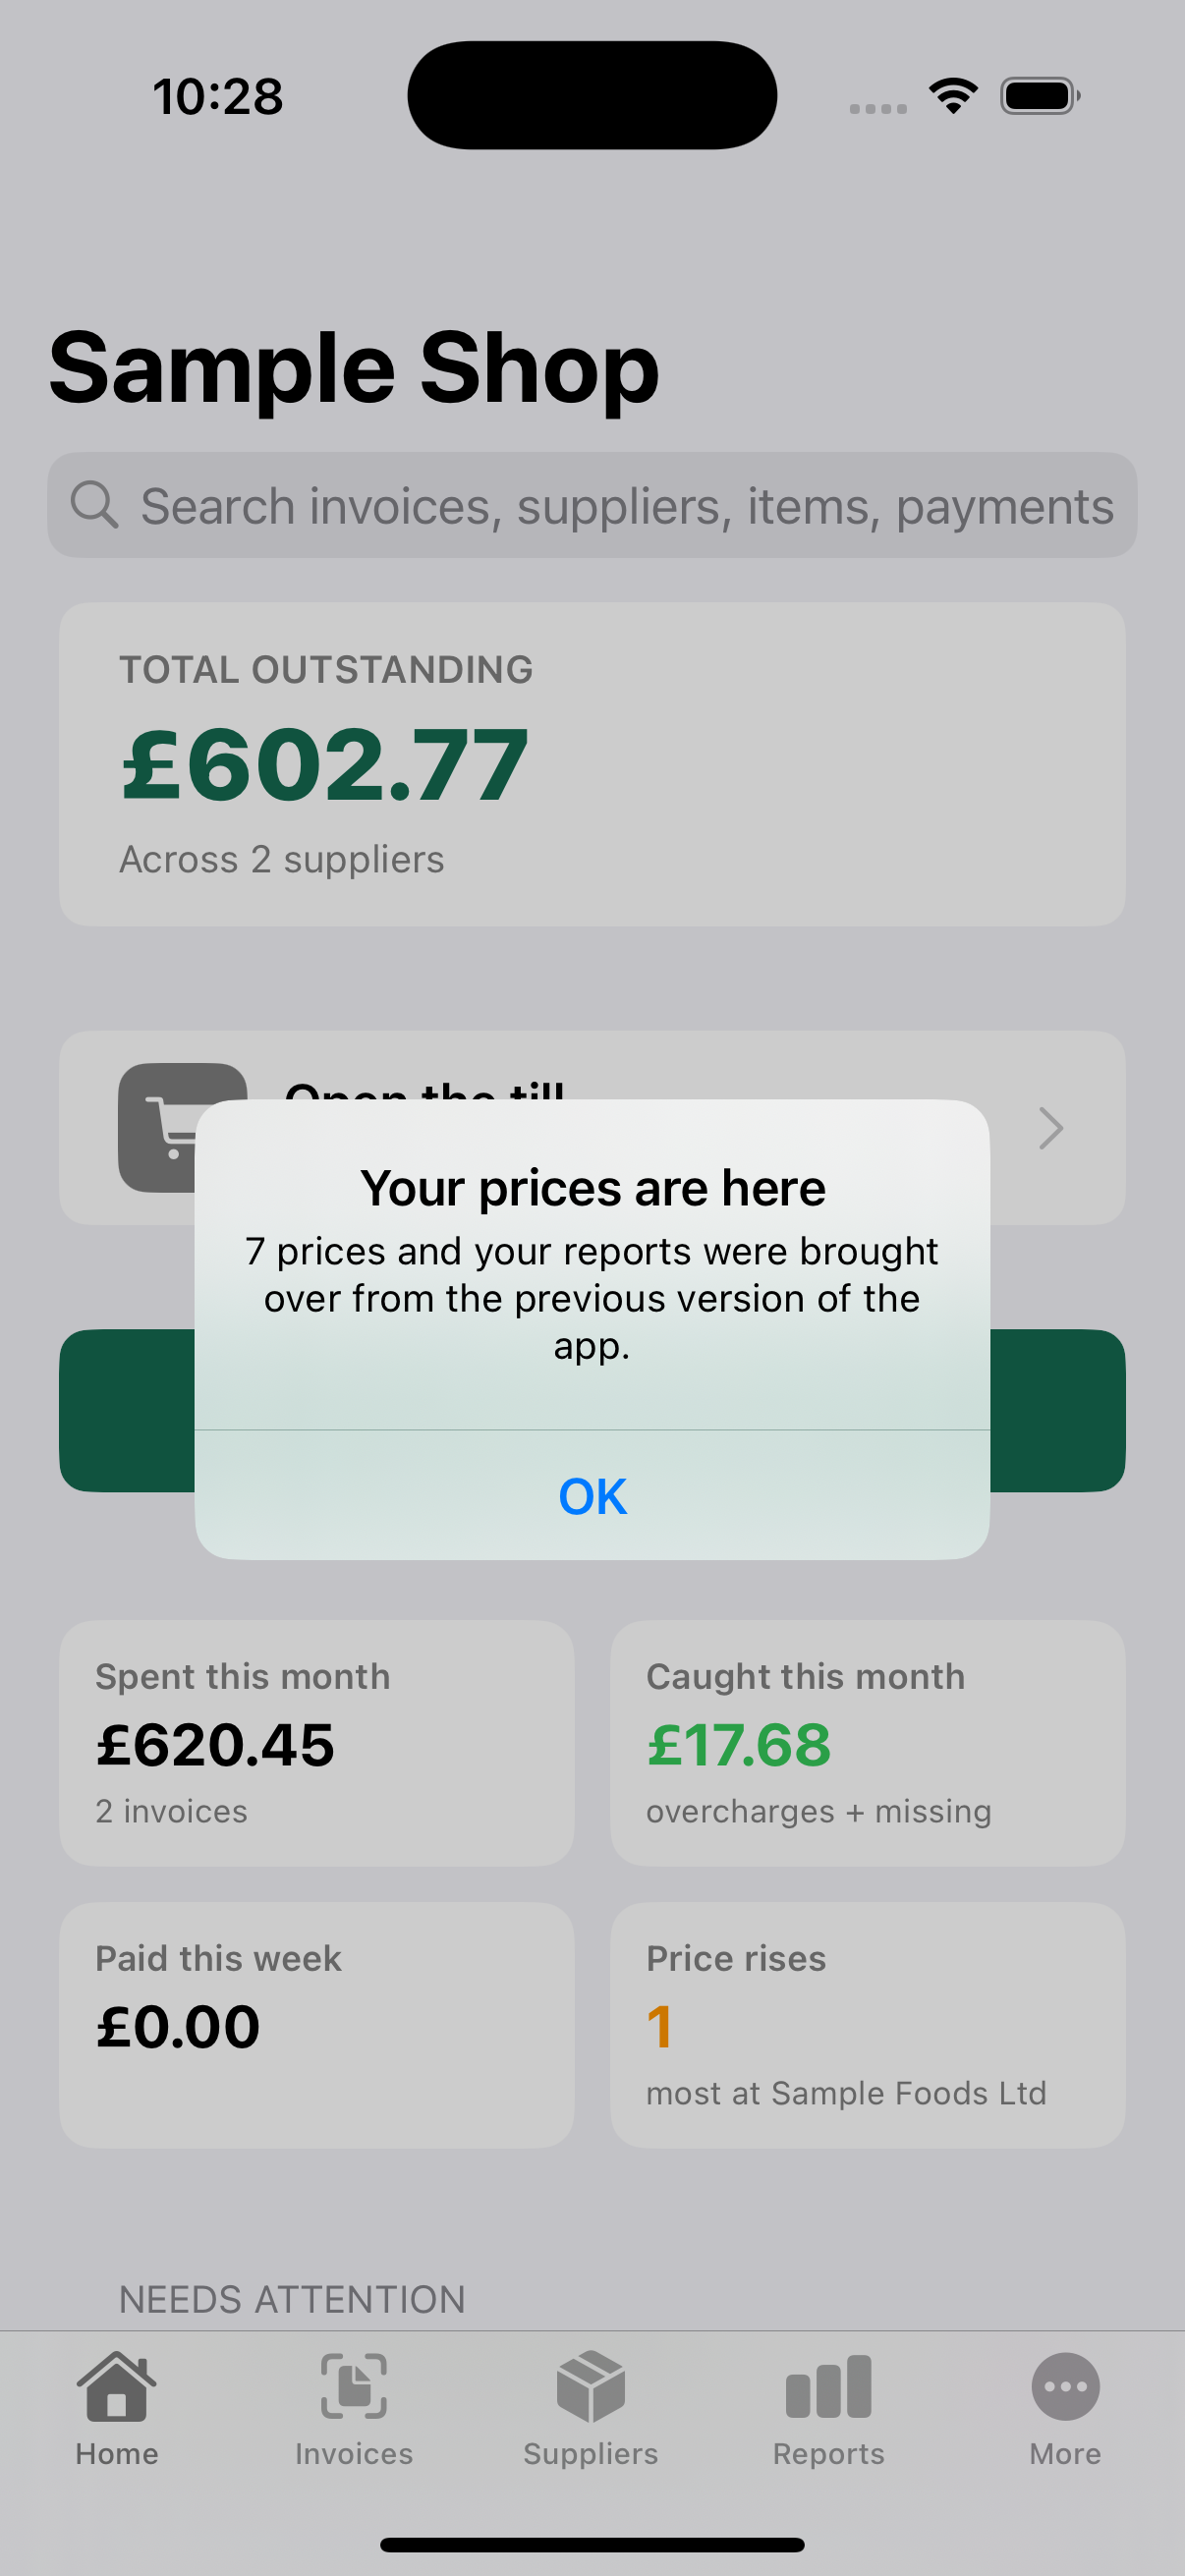 10:28
Sample Shop
Search invoices, suppliers, items, payments
TOTAL OUTSTANDING
£602.77
Across 2 suppliers
Open the till
Your prices are here
7 prices and your reports were brought
over from the previous version of the
app.
OK
Spent this month
£620.45
2 invoices
Caught this month
£17.68
overcharges + missing
Paid this week
£0.00
Price rises
1
most at Sample Foods Ltd
NEEDS ATTENTION
Home
Invoices
Suppliers
Reports
More